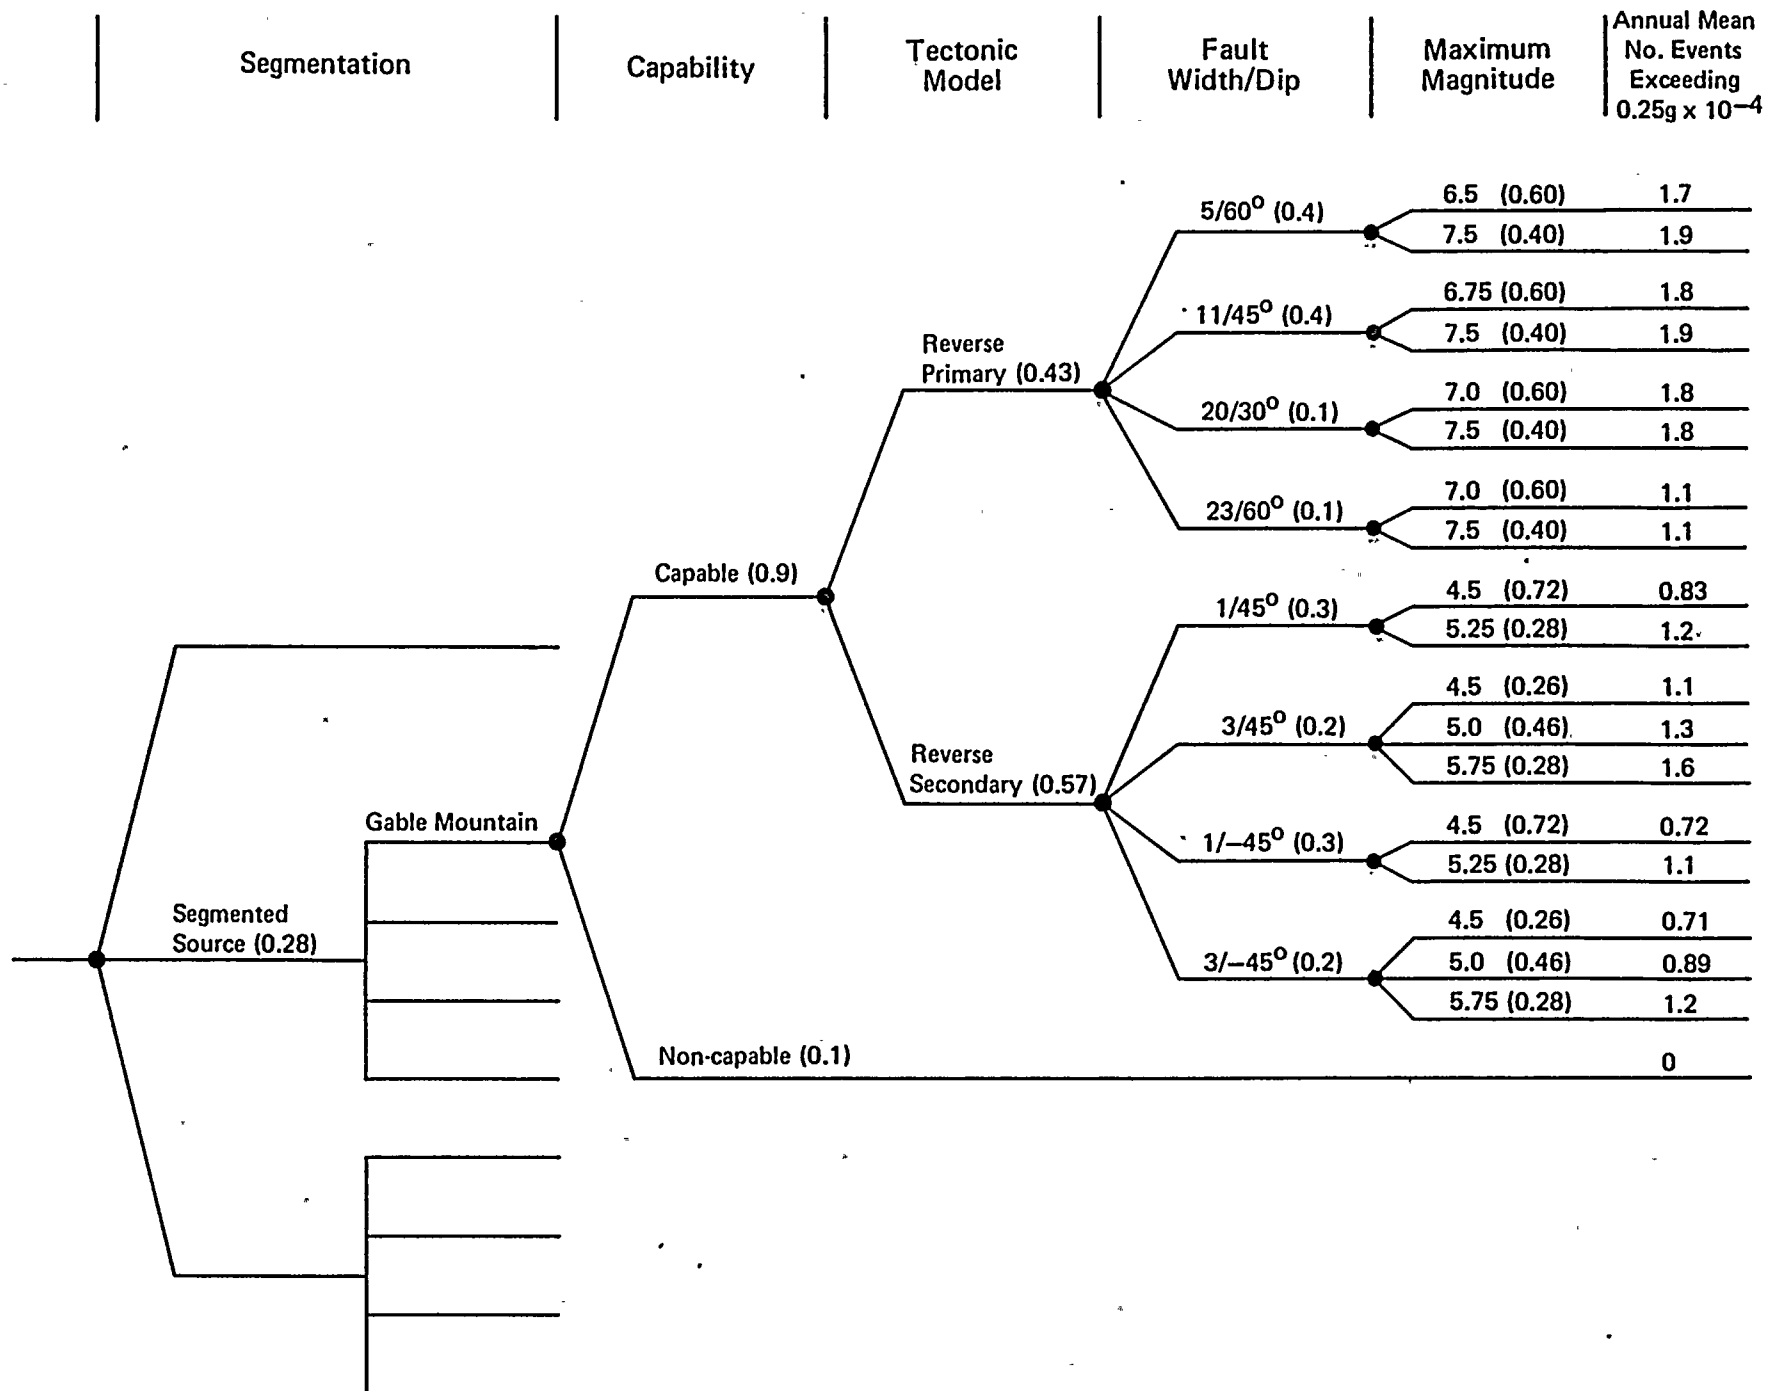 Segmentation
Capability
Tectonic
Model
Fault
Width/Dip
Maximum
Magnitude
Annual Mean
No. Events
Exceeding
0.25g x 10⁻⁴
5/60° (0.4)
6.5 (0.60) 1.7
7.5 (0.40) 1.9
11/45° (0.4)
6.75 (0.60) 1.8
7.5 (0.40) 1.9
Reverse
Primary (0.43)
20/30° (0.1)
7.0 (0.60) 1.8
7.5 (0.40) 1.8
23/60° (0.1)
7.0 (0.60) 1.1
7.5 (0.40) 1.1
Capable (0.9)
1/45° (0.3)
4.5 (0.72) 0.83
5.25 (0.28) 1.2
3/45° (0.2)
4.5 (0.26) 1.1
5.0 (0.46) 1.3
5.75 (0.28) 1.6
Reverse
Secondary (0.57)
Gable Mountain
1/–45° (0.3)
4.5 (0.72) 0.72
5.25 (0.28) 1.1
Segmented
Source (0.28)
3/–45° (0.2)
4.5 (0.26) 0.71
5.0 (0.46) 0.89
5.75 (0.28) 1.2
Non-capable (0.1) 0